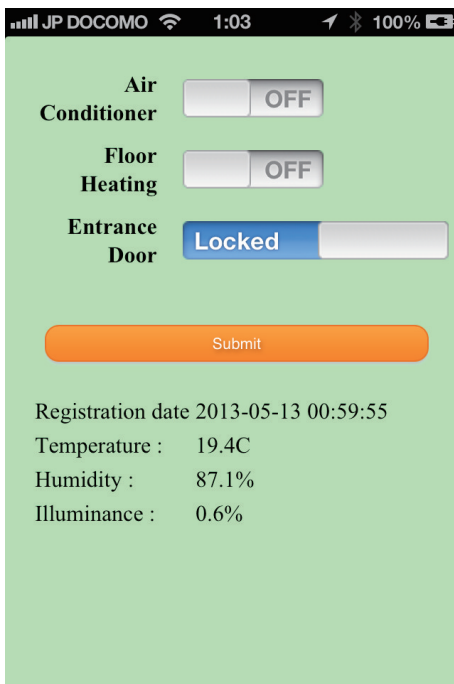 JP DOCOMO 1:03 100%
Air
Conditioner OFF
Floor
Heating OFF
Entrance
Door Locked
Submit
Registration date 2013-05-13 00:59:55
Temperature : 19.4C
Humidity : 87.1%
Illuminance : 0.6%